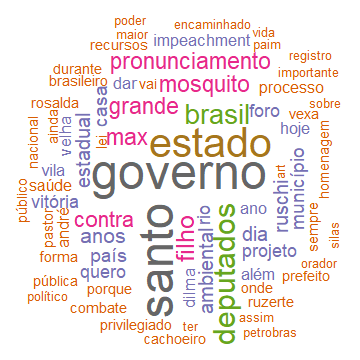 poder
maior
encaminhado
recursos
impeachment
vida
paim
pronunciamento
durante
registro
brasileiro
dar
vai
mosquito
importante
rosalda
casa
grande
processo
nacional
ainda
velha
estadual
lei
max
brasil
foro
sobre
vexa
hoje
estado
homenagem
vila
governo
art
município
saúde
público
vitória
pastor
andré
contra
santo
filho
rio
ano
ruschi
sempre
silas
anos
deputados
dia
forma
país
ambiental
projeto
orador
quero
dilma
além
prefeito
pública
porque
onde
político
combate
ruzerte
privilegiado
ter
assim
cachoeiro
petrobras